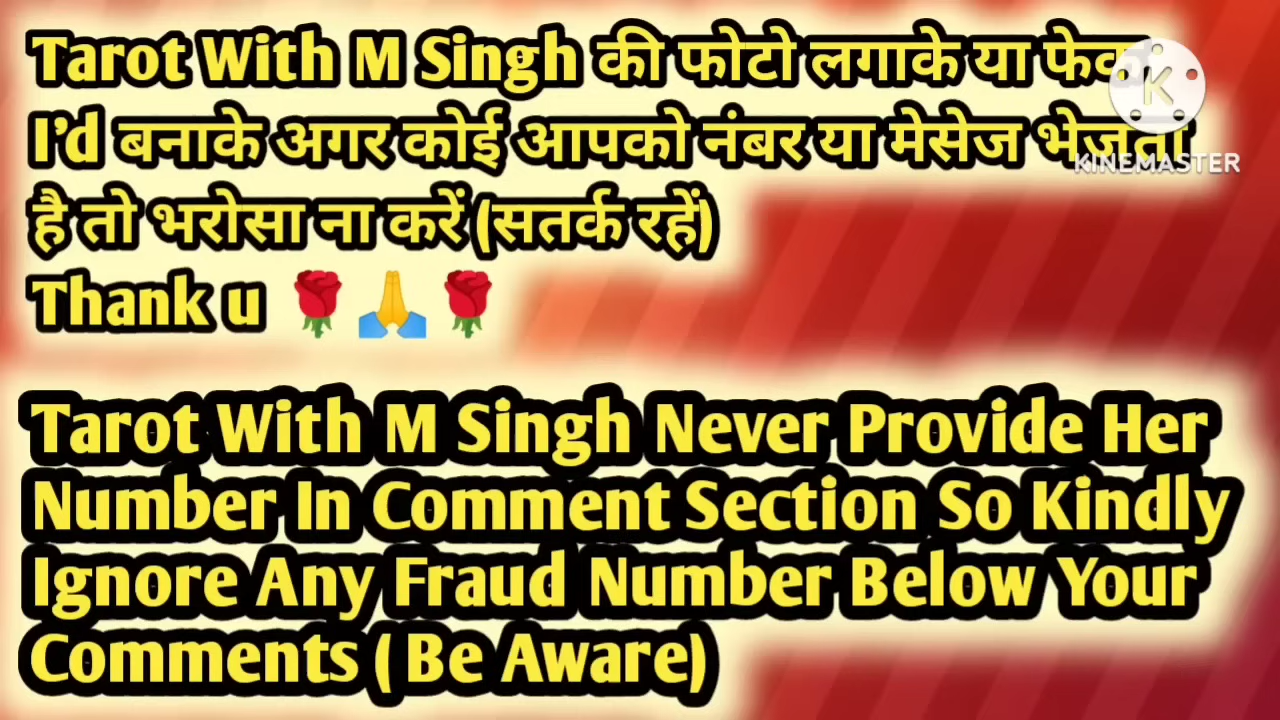 Tarot With M Singh की फोटो लगाके या फेक
I'd बनाके अगर कोई आपको नंबर या मेसेज भेजता
है तो भरोसा ना करें (सतर्क रहें)
Thank u 🌹🙏🌹
Tarot With M Singh Never Provide Her
Number In Comment Section So Kindly
Ignore Any Fraud Number Below Your
Comments ( Be Aware)
K
KINEMASTER